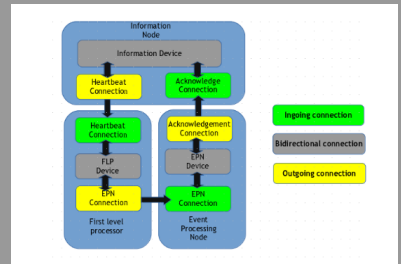 Information
Node
Information Device
Heartbeat
Connection
Acknowledge
Connection
Heartbeat
Connection
Acknowledgement
Connection
FLP
Device
EPN
Device
EPN
Connection
EPN
Connection
First level
processor
Event
Processing
Node
Ingoing connection
Bidirectional connection
Outgoing connection